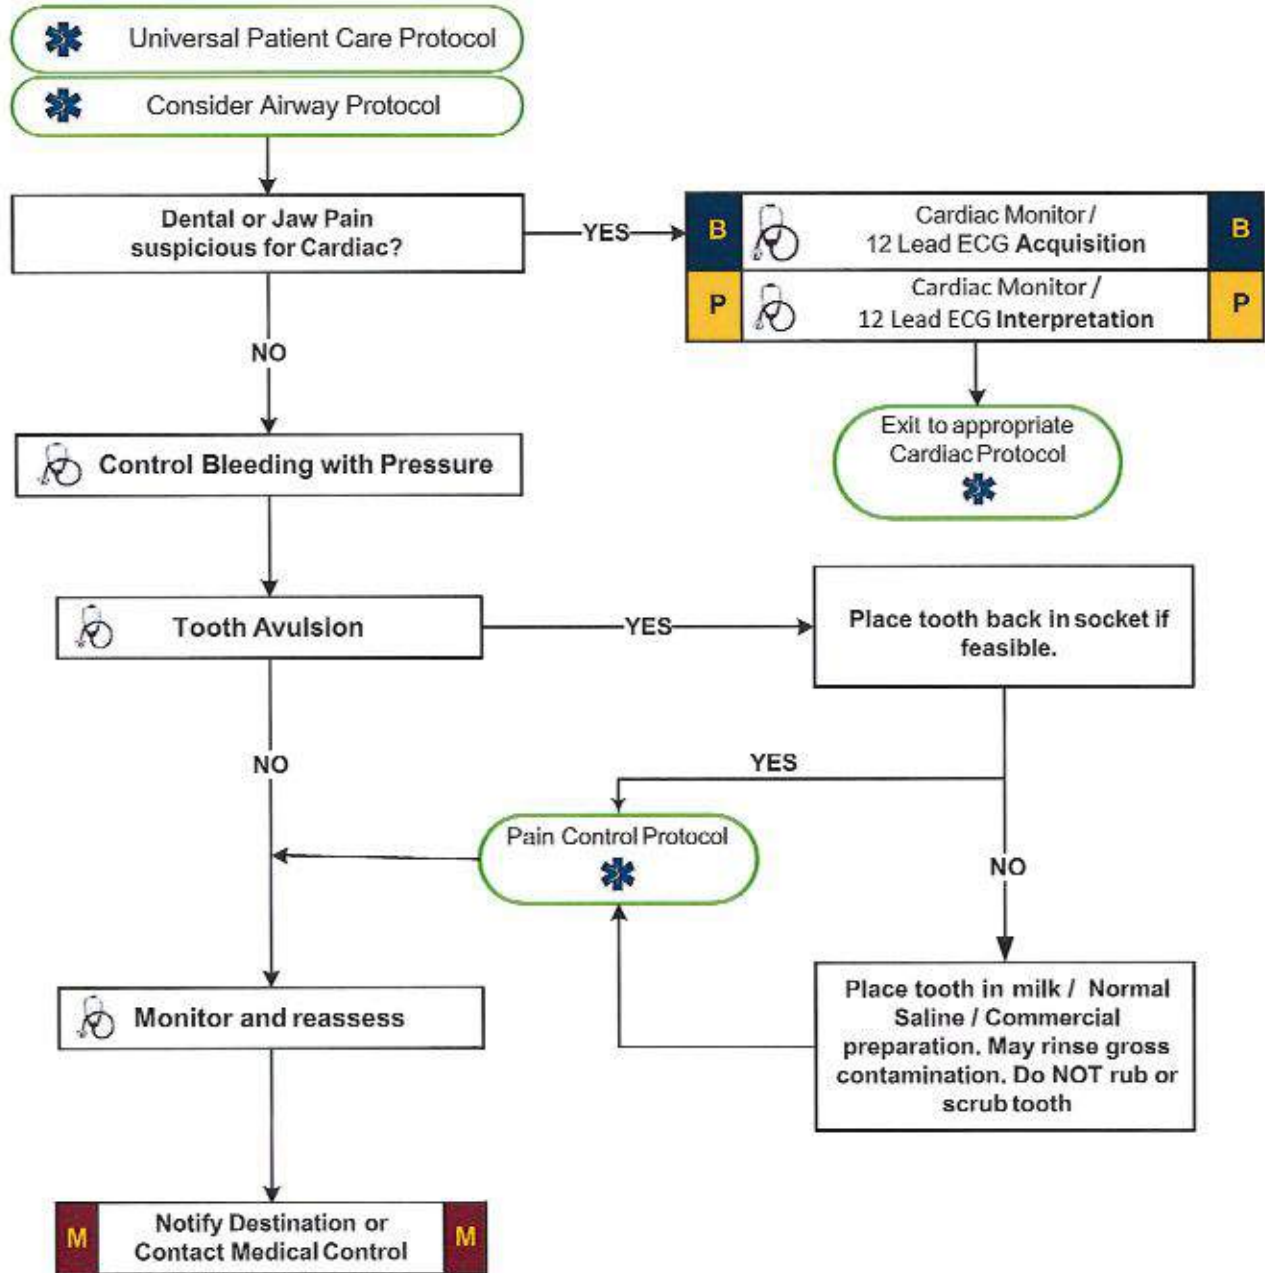 Universal Patient Care Protocol
Consider Airway Protocol
Dental or Jaw Pain
suspicious for Cardiac?
YES
B
Cardiac Monitor /
12 Lead ECG Acquisition
B
P
Cardiac Monitor /
12 Lead ECG Interpretation
P
NO
Exit to appropriate
Cardiac Protocol
Control Bleeding with Pressure
Tooth Avulsion
YES
Place tooth back in socket if
feasible.
NO
YES
Pain Control Protocol
NO
Place tooth in milk / Normal
Saline / Commercial
preparation. May rinse gross
contamination. Do NOT rub or
scrub tooth
Monitor and reassess
M
Notify Destination or
Contact Medical Control
M